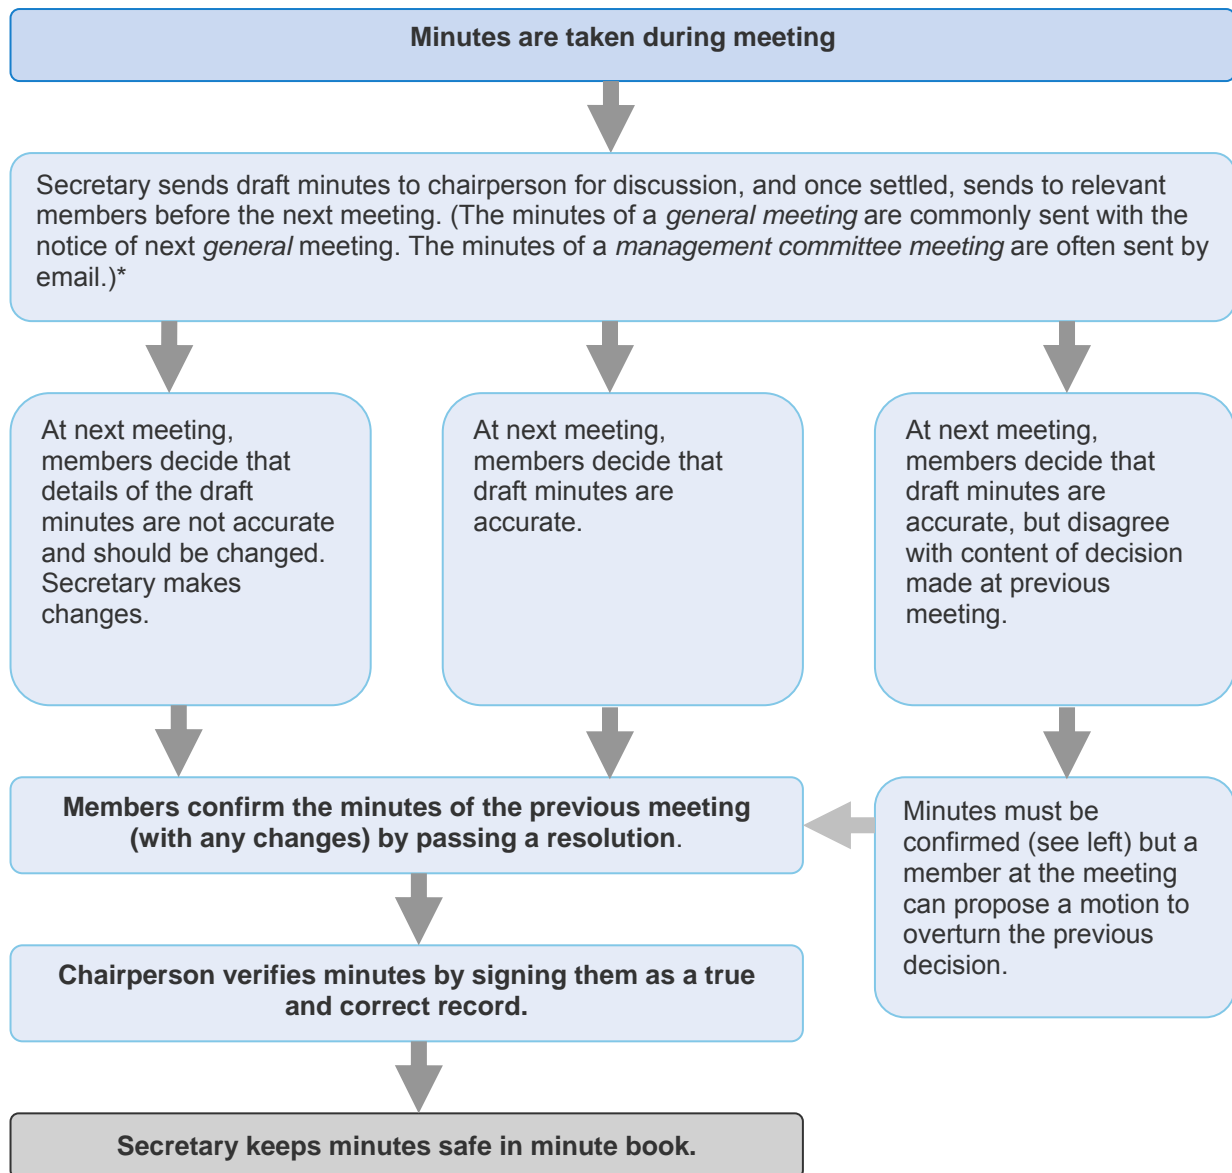 Minutes are taken during meeting
Secretary sends draft minutes to chairperson for discussion, and once settled, sends to relevant
members before the next meeting. (The minutes of a general meeting are commonly sent with the
notice of next general meeting. The minutes of a management committee meeting are often sent by
email.)*
At next meeting,
members decide that
details of the draft
minutes are not accurate
and should be changed.
Secretary makes
changes.
At next meeting,
members decide that
draft minutes are
accurate.
At next meeting,
members decide that
draft minutes are
accurate, but disagree
with content of decision
made at previous
meeting.
Members confirm the minutes of the previous meeting
(with any changes) by passing a resolution.
Minutes must be
confirmed (see left) but a
member at the meeting
can propose a motion to
overturn the previous
decision.
Chairperson verifies minutes by signing them as a true
and correct record.
Secretary keeps minutes safe in minute book.